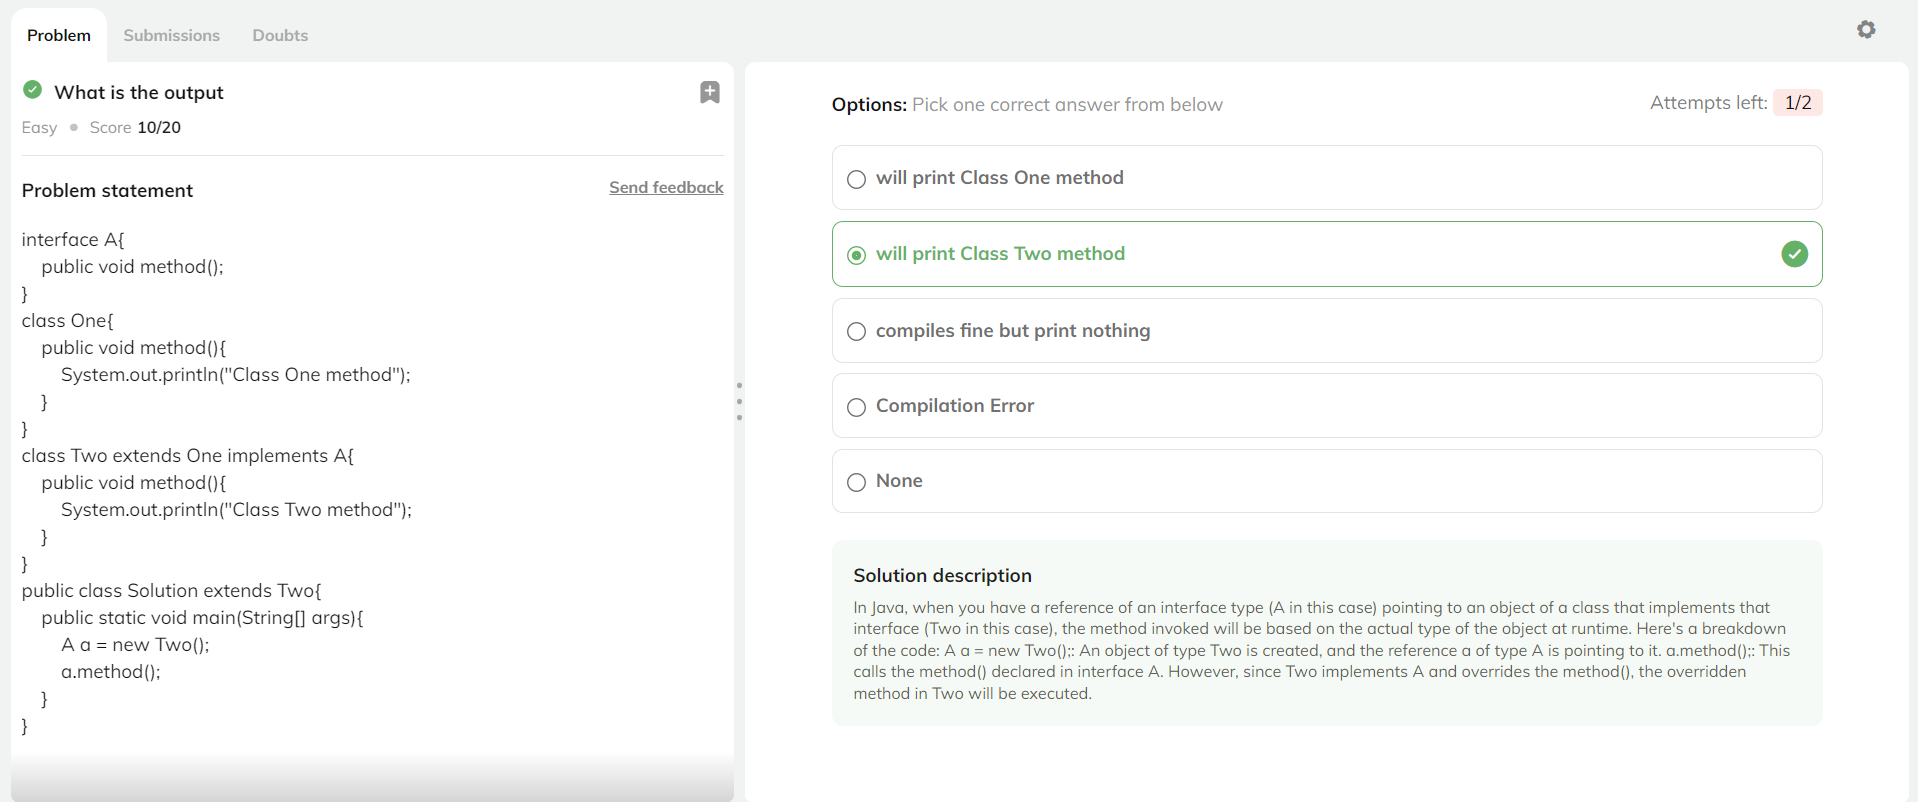 Problem
Submissions
Doubts
What is the output
Easy
Score 10/20
Problem statement
Send feedback
interface A{
public void method();
}
class One{
public void method(){
System.out.println("Class One method");
}
}
class Two extends One implements A{
public void method(){
System.out.println("Class Two method");
}
}
public class Solution extends Two{
public static void main(String[] args){
A a = new Two();
a.method();
}
}
Options: Pick one correct answer from below
Attempts left: 1/2
will print Class One method
will print Class Two method
compiles fine but print nothing
Compilation Error
None
Solution description
In Java, when you have a reference of an interface type (A in this case) pointing to an object of a class that implements that
interface (Two in this case), the method invoked will be based on the actual type of the object at runtime. Here's a breakdown
of the code: A a = new Two();: An object of type Two is created, and the reference a of type A is pointing to it. a.method();: This
calls the method() declared in interface A. However, since Two implements A and overrides the method(), the overridden
method in Two will be executed.